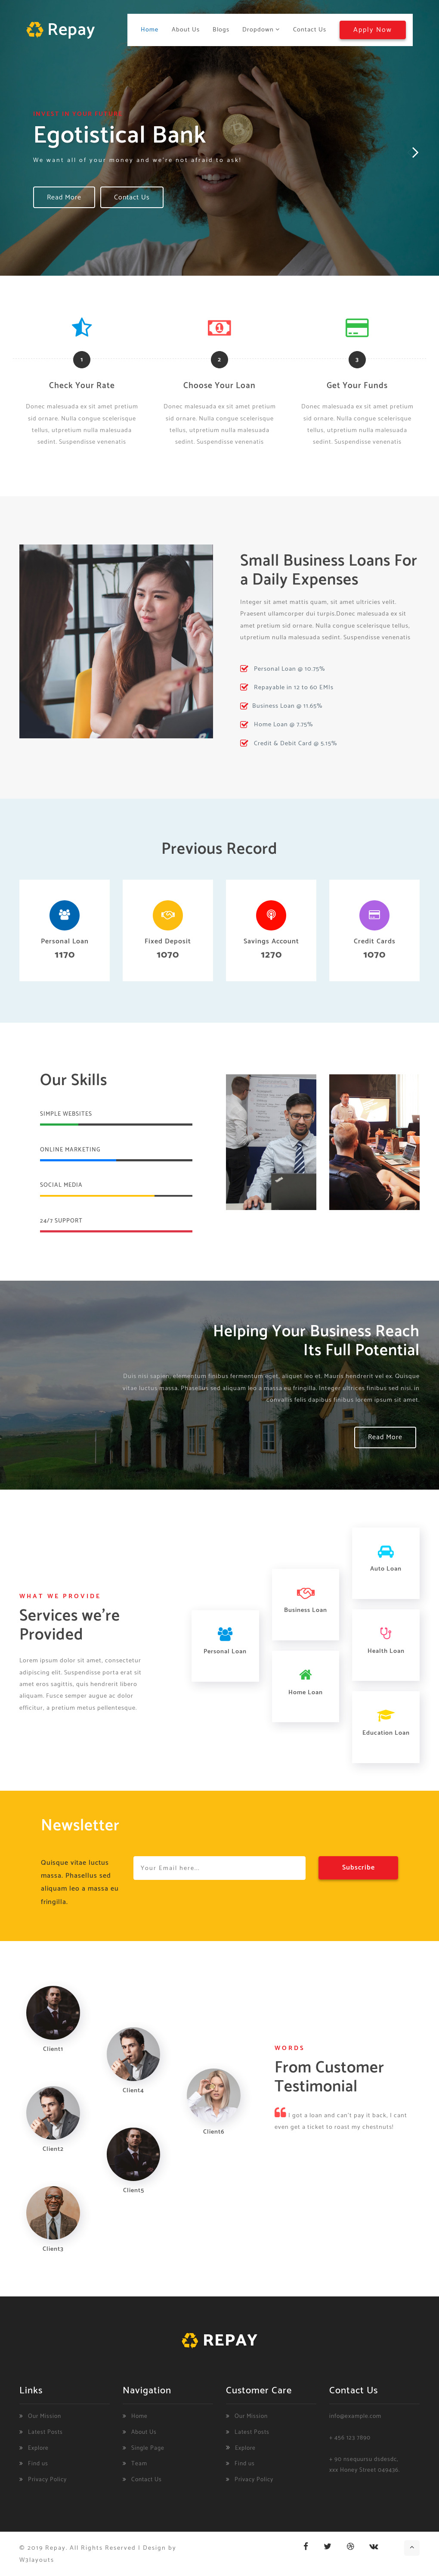 Repay
Home
About Us
Blogs
Dropdown
Contact Us
Apply Now
Egotistical Bank
We want all of your money and we're not afraid to ask!
Read More
Contact Us
1
2
3
Check Your Rate
Donec malesuada ex sit amet pretium
sid ornare. Nulla congue scelerisque
tellus, utpretium nulla malesuada
sedint. Suspendisse venenatis
Choose Your Loan
Donec malesuada ex sit amet pretium
sid ornare. Nulla congue scelerisque
tellus, utpretium nulla malesuada
sedint. Suspendisse venenatis
Get Your Funds
Donec malesuada ex sit amet pretium
sid ornare. Nulla congue scelerisque
tellus, utpretium nulla malesuada
sedint. Suspendisse venenatis
Small Business Loans For
a Daily Expenses
Integer sit amet mattis quam, sit amet ultricies velit.
Praesent ullamcorper dui turpis.Donec malesuada ex sit
amet pretium sid ornare. Nulla congue scelerisque tellus,
utpretium nulla malesuada sedint. Suspendisse venenatis
Personal Loan @ 10.75%
Repayable in 12 to 60 EMIs
Business Loan @ 11.65%
Home Loan @ 7.75%
Credit & Debit Card @ 5.15%
Previous Record
Personal Loan
1170
Fixed Deposit
1070
Savings Account
1270
Credit Cards
1070
Our Skills
SIMPLE WEBSITES
ONLINE MARKETING
SOCIAL MEDIA
24/7 SUPPORT
Helping Your Business Reach
Its Full Potential
Duis nisi sapien, elementum finibus fermentum eget, aliquet leo et. Mauris hendrerit vel ex. Quisque
vitae luctus massa. Phasellus sed aliquam leo a massa eu fringilla. Integer ultrices finibus sed nisi. in
convallis felis dapibus finibus lorem ipsum sit amet.
Read More
WHAT WE PROVIDE
Services we're
Provided
Lorem ipsum dolor sit amet, consectetur
adipiscing elit. Suspendisse porta erat sit
amet eros sagittis, quis hendrerit libero
aliquam. Fusce semper augue ac dolor
efficitur, a pretium metus pellentesque.
Personal Loan
Business Loan
Home Loan
Auto Loan
Health Loan
Education Loan
Newsletter
Quisque vitae luctus
massa. Phasellus sed
aliquam leo a massa eu
fringilla.
Your Email here...
Subscribe
Client1
Client2
Client3
Client4
Client5
Client6
WORDS
From Customer
Testimonial
I got a loan and can't pay it back, I cant
even get a ticket to roast my chestnuts!
REPAY
Links
Our Mission
Latest Posts
Explore
Find us
Privacy Policy
Navigation
Home
About Us
Single Page
Team
Contact Us
Customer Care
Our Mission
Latest Posts
Explore
Find us
Privacy Policy
Contact Us
info@example.com
+ 456 123 7890
xxx Honey Street 049436.
© 2019 Repay. All Rights Reserved | Design by
W3layouts